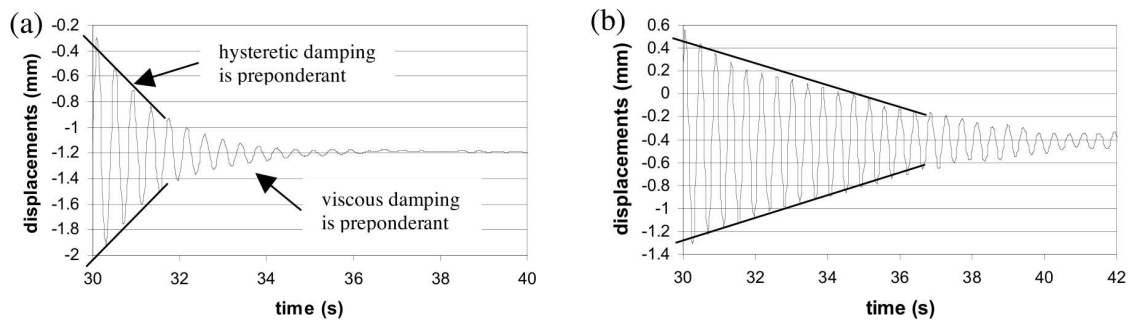 (a)
displacements (mm)
-0.2
-0.4
-0.6
-0.8
-1
-1.2
-1.4
-1.6
-1.8
-2
hysteretic damping
is preponderant
viscous damping
is preponderant
30 32 34 36 38 40
time (s)
(b)
displacements (mm)
0.6
0.4
0.2
0
-0.2
-0.4
-0.6
-0.8
-1
-1.2
-1.4
30 32 34 36 38 40 42
time (s)